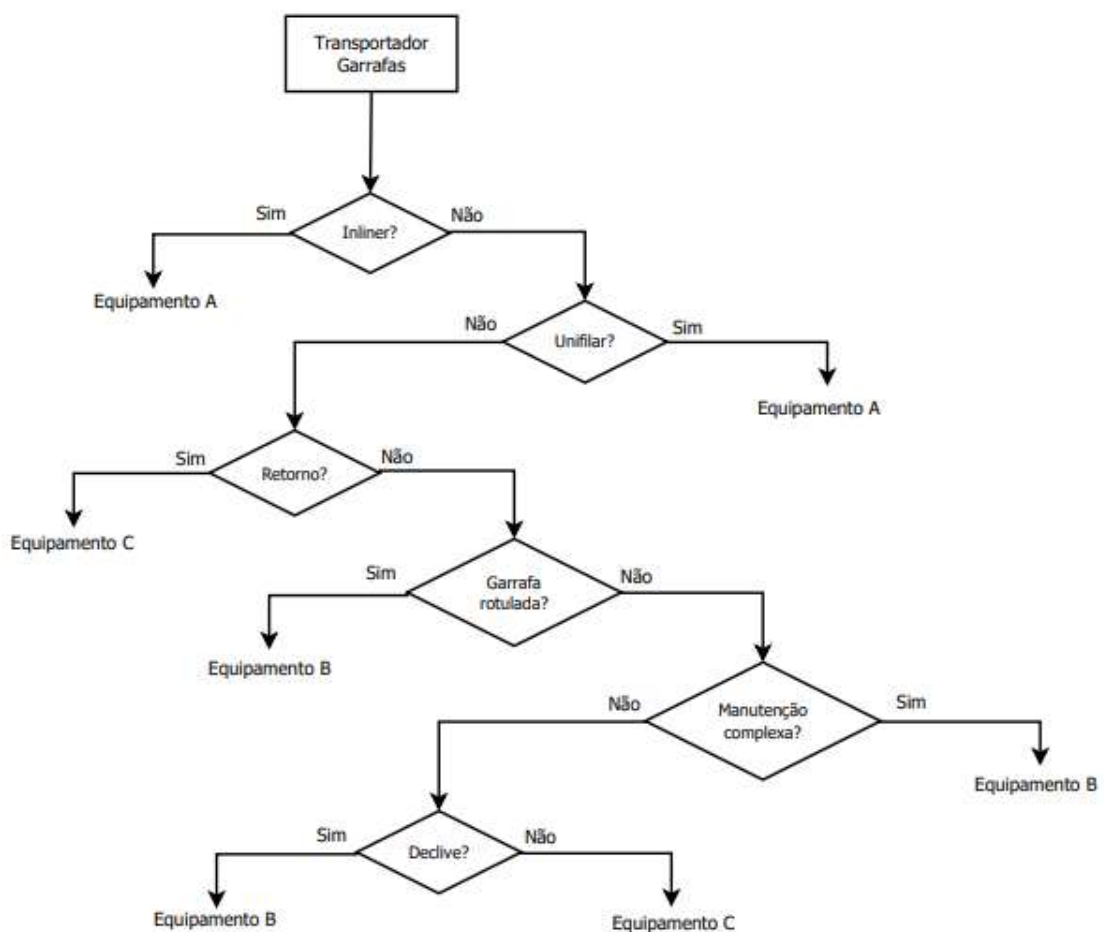 Transportador
Garrafas
Sim
Não
Inliner?
Equipamento A
Não
Sim
Unifilar?
Equipamento A
Sim
Não
Retorno?
Equipamento C
Sim
Não
Garrafa
rotulada?
Equipamento B
Não
Sim
Manutenção
complexa?
Equipamento B
Sim
Não
Declive?
Equipamento B
Equipamento C